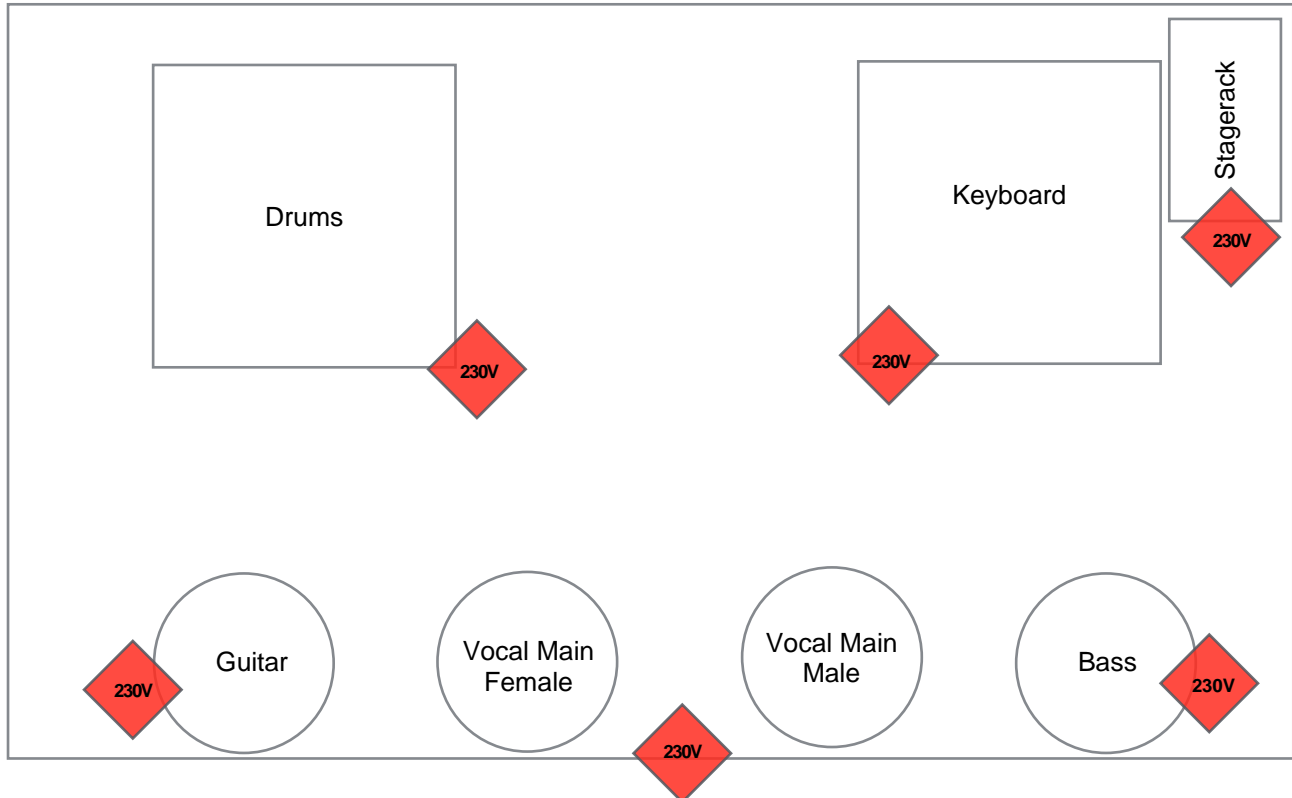 Stagerack
Keyboard
Drums
230V
230V
230V
Guitar
Vocal Main
Female
Vocal Main
Male
Bass
230V
230V
230V